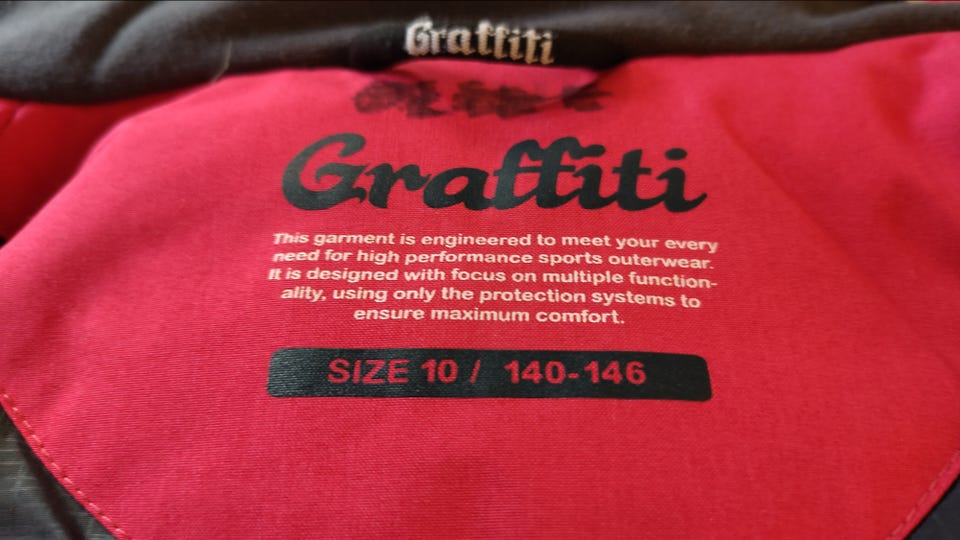 Graffiti
Graffiti
This garment is engineered to meet your every
need for high performance sports outerwear.
It is designed with focus on multiple function-
ality, using only the protection systems to
ensure maximum comfort.
SIZE 10 / 140-146